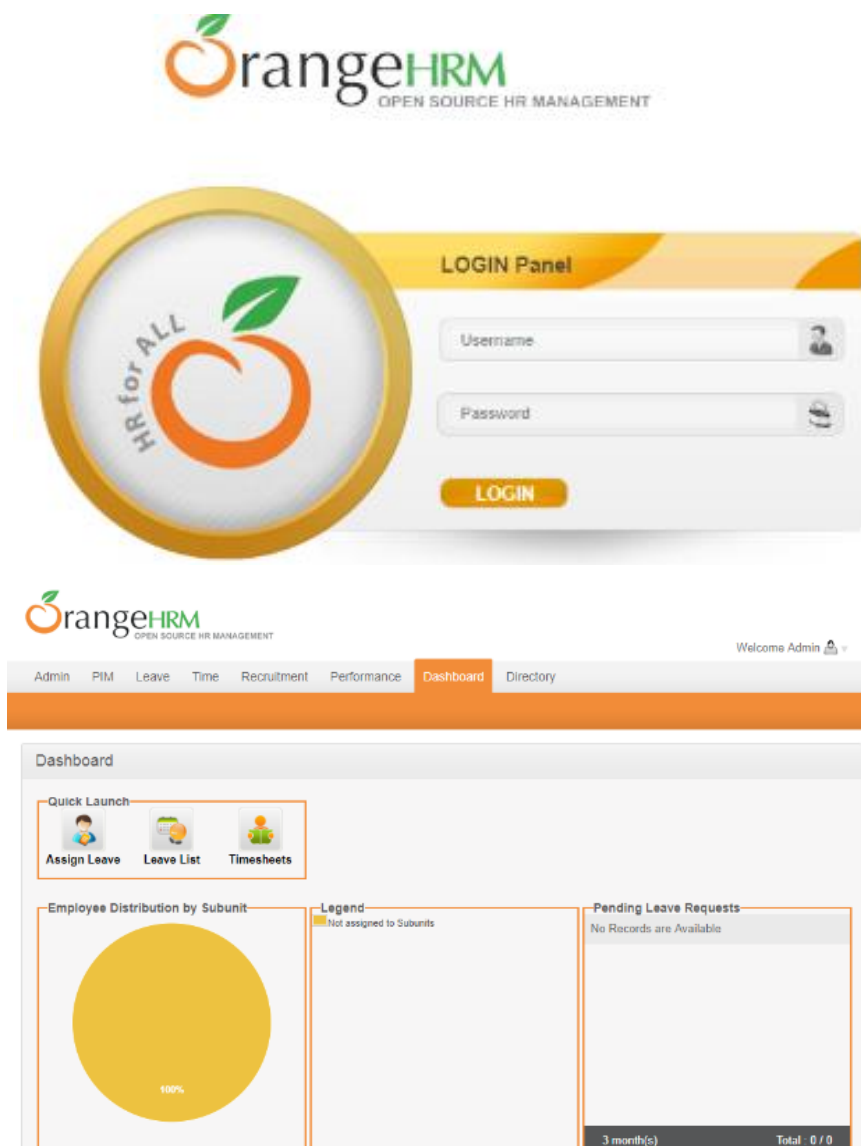 OrangeHRM
OPEN SOURCE HR MANAGEMENT
LOGIN Panel
HR for ALL
Username
Password
LOGIN
OrangeHRM
OPEN SOURCE HR MANAGEMENT
Welcome Admin
Admin PIM Leave Time Recruitment Performance Dashboard Directory
Dashboard
Quick Launch
Assign Leave Leave List Timesheets
Employee Distribution by Subunit
100%
Legend
Not assigned to Subunits
Pending Leave Requests
No Records are Available
3 month(s) Total : 0 / 0